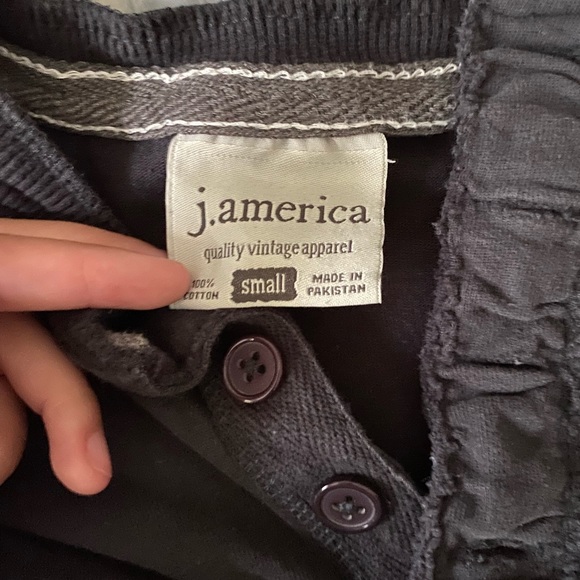 j.america
quality vintage apparel
100% COTTON
small
MADE IN PAKISTAN